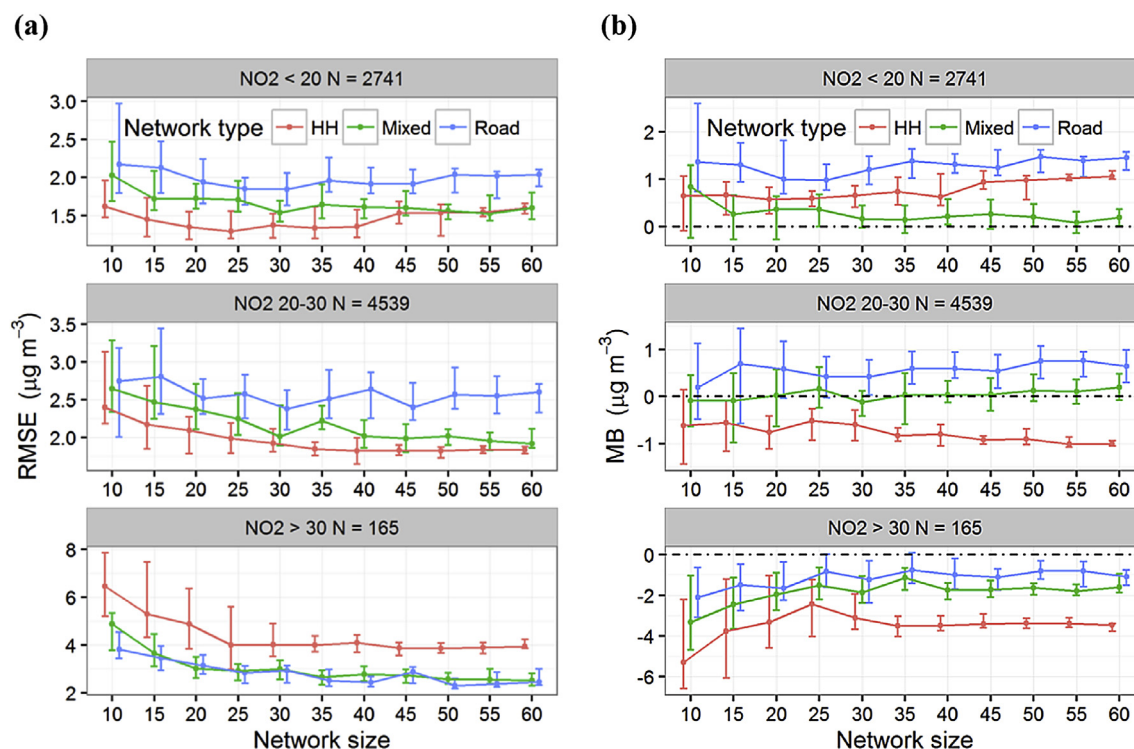 (a)
NO2 < 20 N = 2741
3.0
2.5
2.0
1.5
Network type HH Mixed Road
10 15 20 25 30 35 40 45 50 55 60
NO2 20-30 N = 4539
3.5
3.0
2.5
2.0
10 15 20 25 30 35 40 45 50 55 60
NO2 > 30 N = 165
8
6
4
2
10 15 20 25 30 35 40 45 50 55 60
RMSE (µg m⁻³)
Network size
(b)
NO2 < 20 N = 2741
2
1
0
Network type HH Mixed Road
10 15 20 25 30 35 40 45 50 55 60
NO2 20-30 N = 4539
1
0
-1
10 15 20 25 30 35 40 45 50 55 60
NO2 > 30 N = 165
0
-2
-4
-6
10 15 20 25 30 35 40 45 50 55 60
MB (µg m⁻³)
Network size